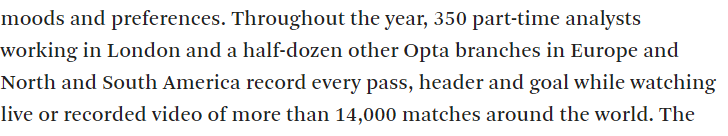 moods and preferences. Throughout the year, 350 part-time analysts
working in London and a half-dozen other Opta branches in Europe and
North and South America record every pass, header and goal while watching
live or recorded video of more than 14,000 matches around the world. The